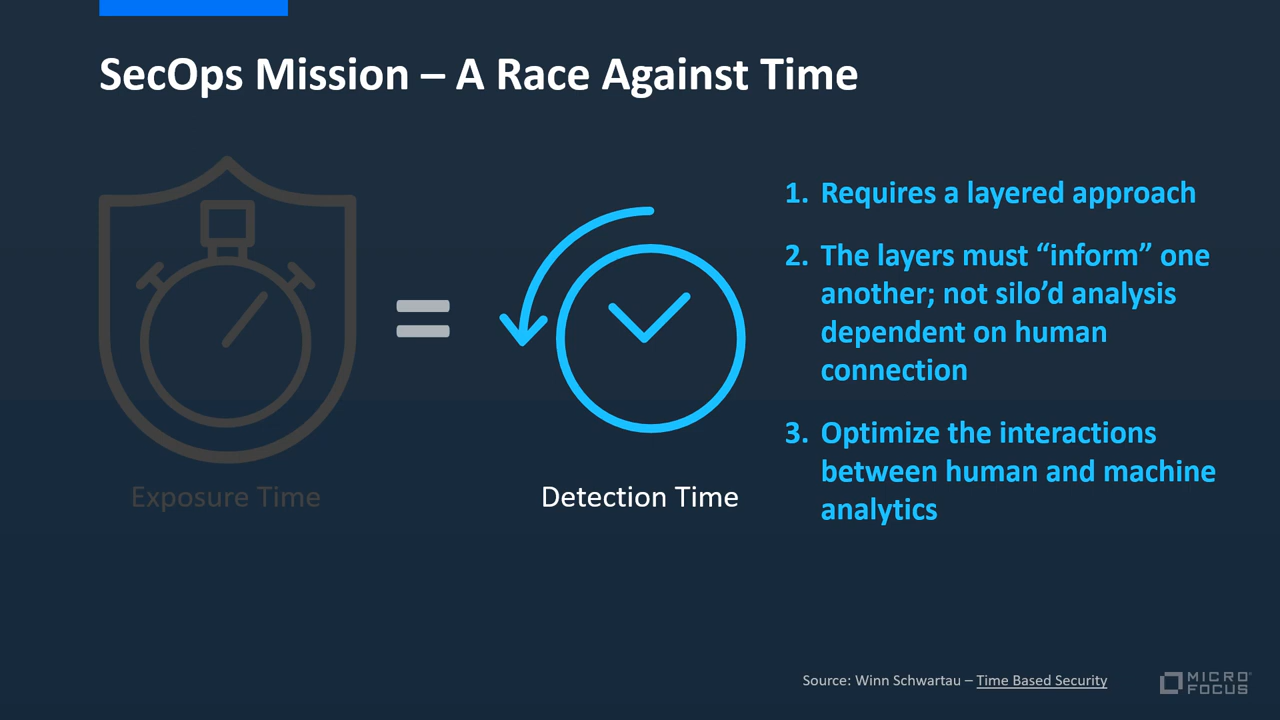 SecOps Mission – A Race Against Time
1. Requires a layered approach
2. The layers must “inform” one
another; not silo’d analysis
dependent on human
connection
3. Optimize the interactions
between human and machine
analytics
Exposure Time
=
Detection Time
Source: Winn Schwartau – Time Based Security
MICRO
FOCUS